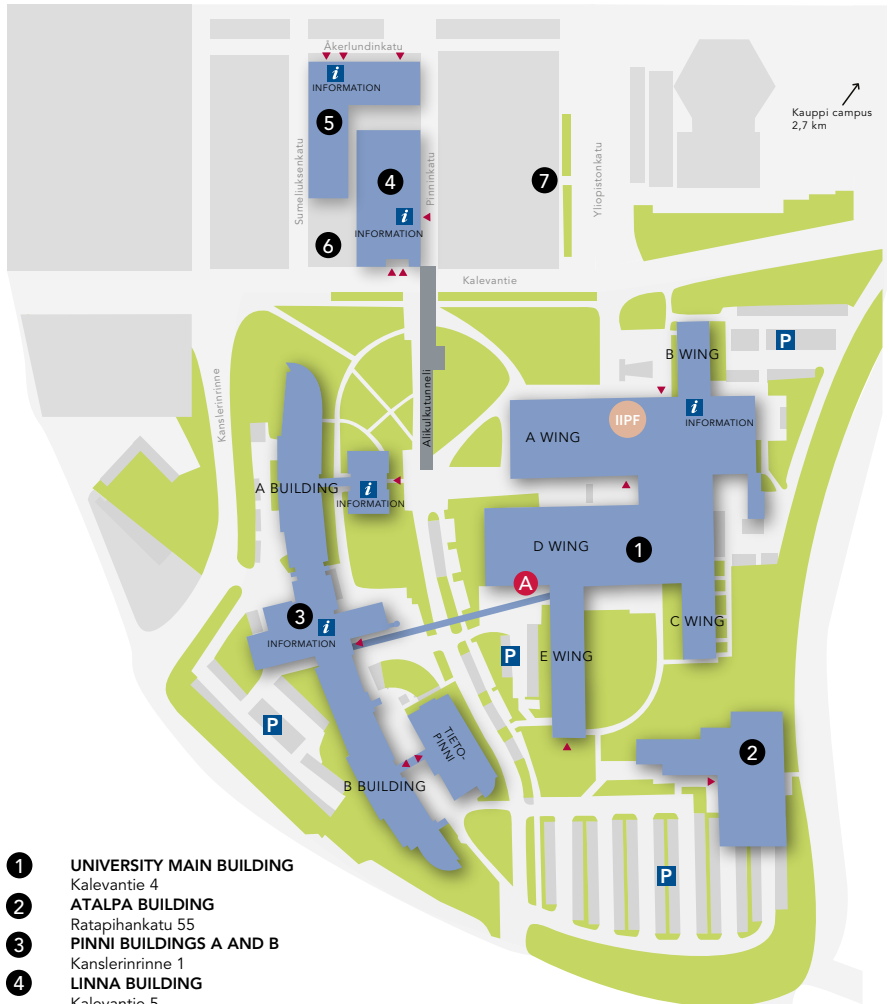 Åkerlundinkatu
i
INFORMATION
5
Sumeliuksenkatu
4
Pinninkatu
i
INFORMATION
6
7
Yliopistonkatu
Kauppi campus
2,7 km
Kalevantie
Kanslerinrinne
Alikulkutunneli
B WING
P
i
INFORMATION
IIPF
A WING
A BUILDING
i
INFORMATION
D WING
1
A
3
i
INFORMATION
C WING
E WING
P
P
TIETO-
PINNI
B BUILDING
2
P
1 UNIVERSITY MAIN BUILDING
Kalevantie 4
2 ATALPA BUILDING
Ratapihankatu 55
3 PINNI BUILDINGS A AND B
Kanslerinrinne 1
4 LINNA BUILDING
Kalevantie 5